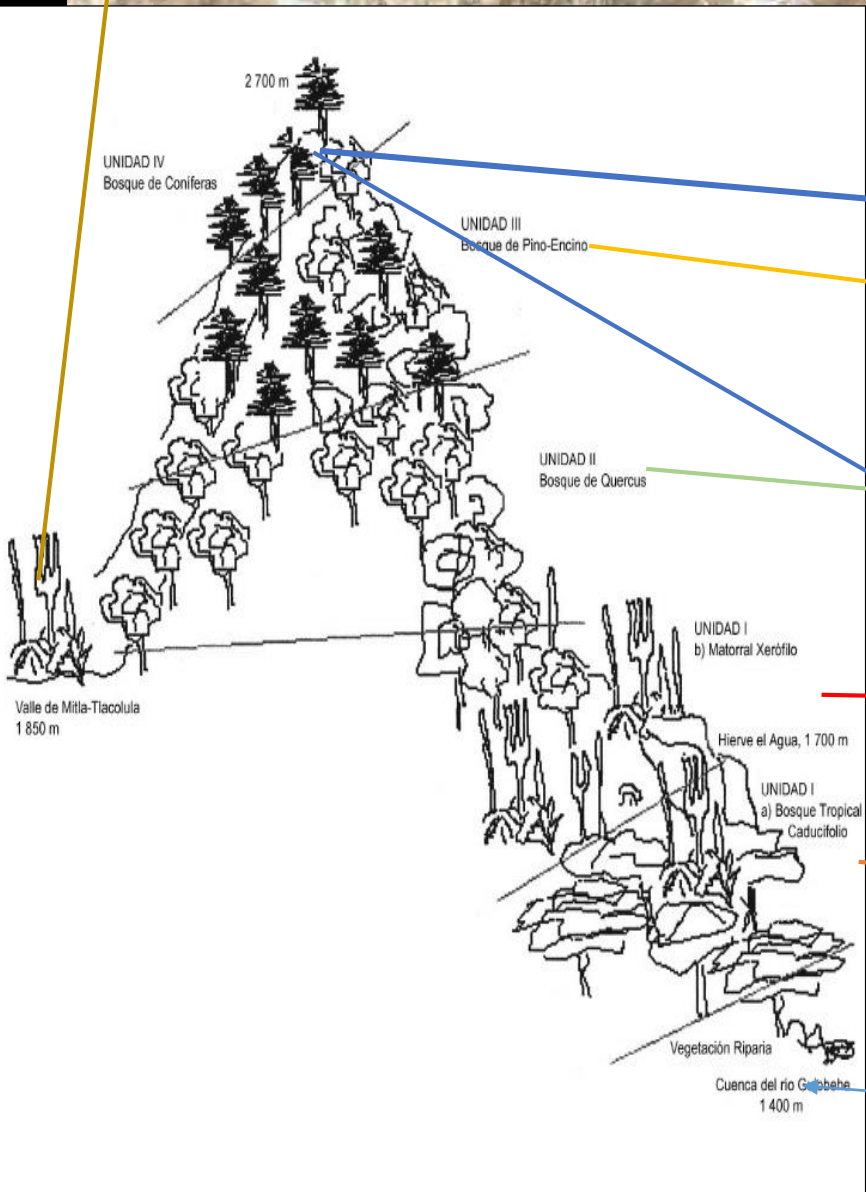 2 700 m
UNIDAD IV
Bosque de Coníferas
UNIDAD III
Bosque de Pino-Encino
UNIDAD II
Bosque de Quercus
UNIDAD I
b) Matorral Xerófilo
Valle de Mitla-Tlacolula
1 850 m
Hierve el Agua, 1 700 m
UNIDAD I
a) Bosque Tropical
Caducifolio
Vegetación Riparia
Cuenca del río
1 400 m